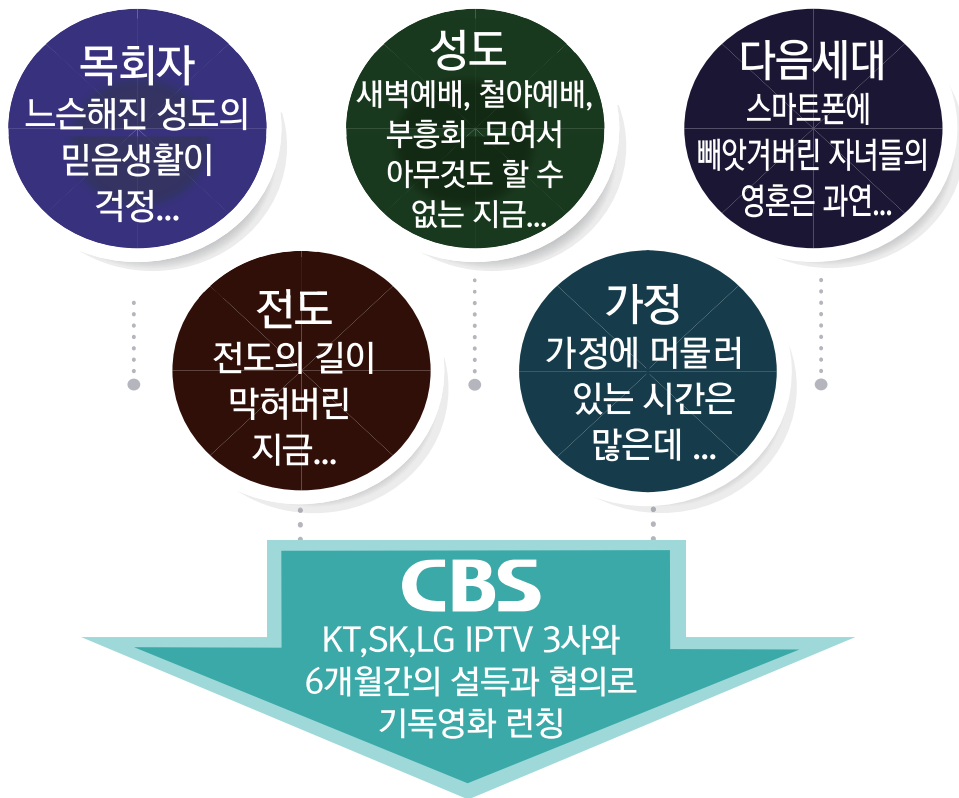 목회자
느슨해진 성도의
믿음생활이
걱정...
성도
새벽예배, 철야예배,
부흥회 모여서
아무것도 할 수
없는 지금...
다음세대
스마트폰에
빼앗겨버린 자녀들의
영혼은 과연...
전도
전도의 길이
막혀버린
지금...
가정
가정에 머물러
있는 시간은
많은데 ...
CBS
KT,SK,LG IPTV 3사와
6개월간의 설득과 협의로
기독영화 런칭